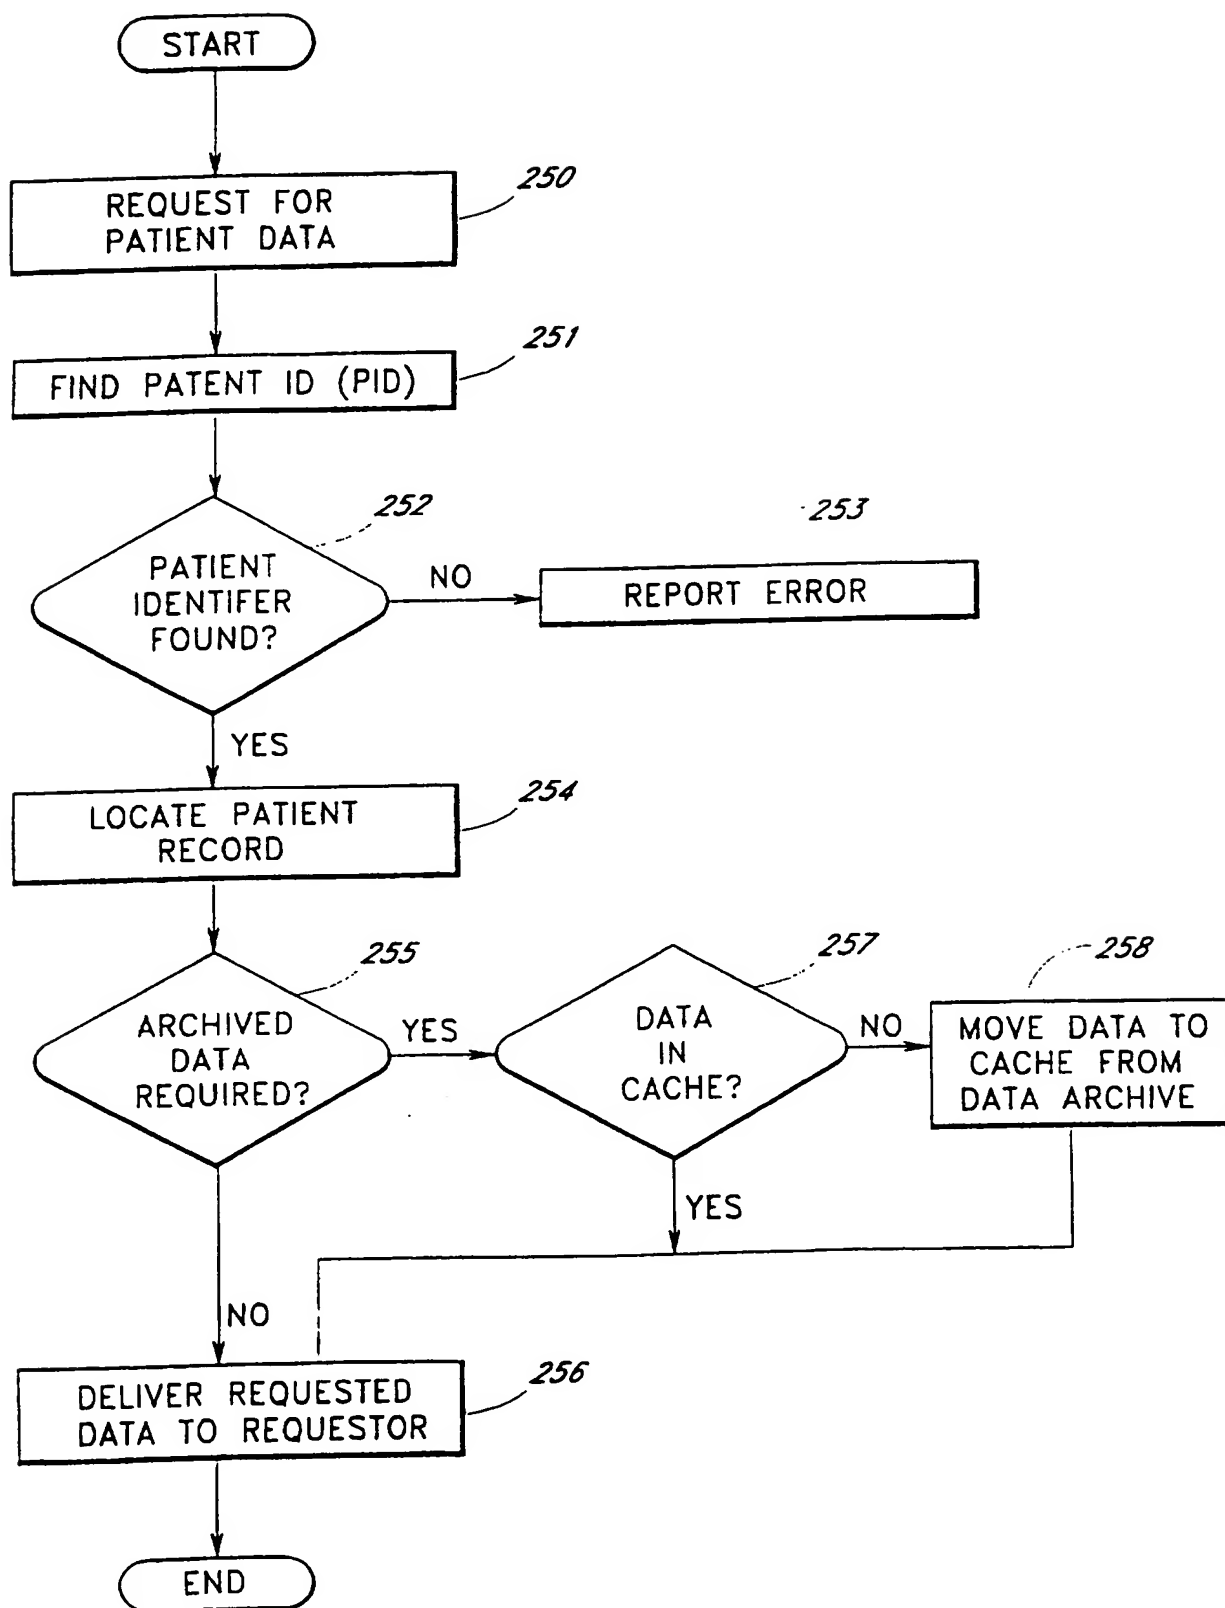 START
250
REQUEST FOR
PATIENT DATA
251
FIND PATENT ID (PID)
252
PATIENT
IDENTIFER
FOUND?
NO
253
REPORT ERROR
YES
254
LOCATE PATIENT
RECORD
255
ARCHIVED
DATA
REQUIRED?
YES
257
DATA
IN
CACHE?
NO
258
MOVE DATA TO
CACHE FROM
DATA ARCHIVE
YES
NO
256
DELIVER REQUESTED
DATA TO REQUESTOR
END